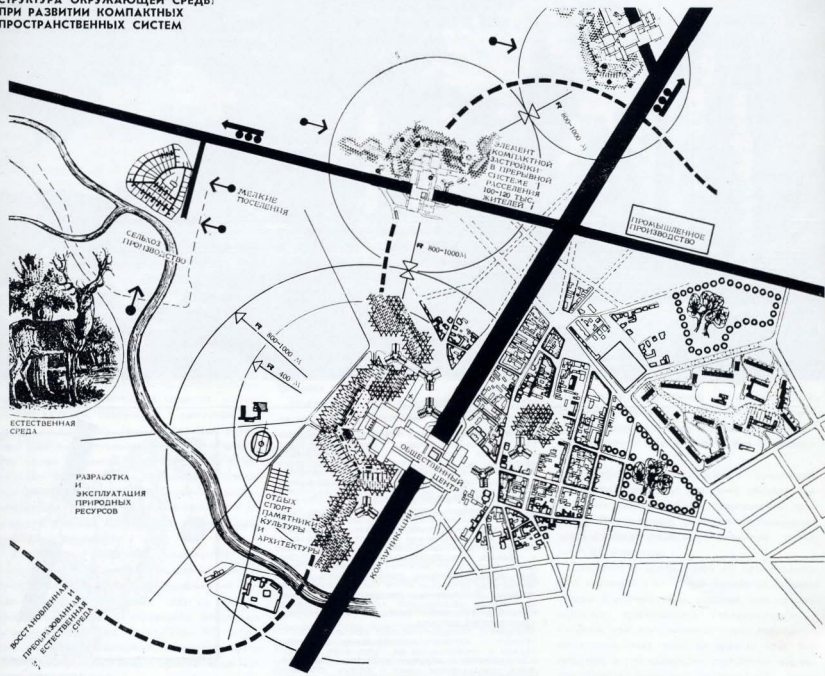 СТРУКТУРА ОКРУЖАЮЩЕЙ СРЕДЫ
ПРИ РАЗВИТИИ КОМПАКТНЫХ
ПРОСТРАНСТВЕННЫХ СИСТЕМ
R 800-1000 М
ЭЛЕМЕНТ
КОМПАКТНОЙ
ЗАСТРОЙКИ
В ПРЕРЫВНОЙ
СИСТЕМЕ
РАССЕЛЕНИЯ
100-120 ТЫС.
ЖИТЕЛЕЙ
МЕЛКИЕ
ПОСЕЛЕНИЯ
ПРОМЫШЛЕННОЕ
ПРОИЗВОДСТВО
СЕЛЬХОЗ
ПРОИЗВОДСТВО
R 800-1000М
R 800-1000 М
R 400 М
ЕСТЕСТВЕННАЯ
СРЕДА
ОБЩЕСТВЕННЫЙ
ЦЕНТР
РАЗРАБОТКА
И
ЭКСПЛУАТАЦИЯ
ПРИРОДНЫХ
РЕСУРСОВ
ОТДЫХ
СПОРТ
ПАМЯТНИКИ
КУЛЬТУРЫ
И
АРХИТЕКТУРЫ
КОММУНИКАЦИИ
ВОССТАНОВЛЕННАЯ
ПРЕОБРАЗОВАННАЯ И
ЕСТЕСТВЕННАЯ
СРЕДА